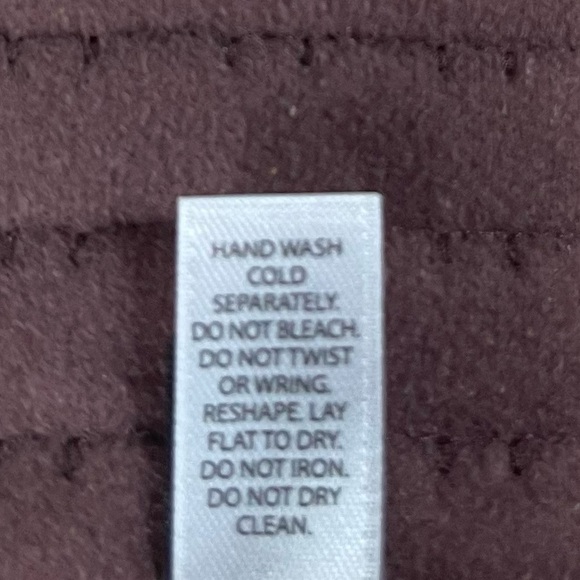 HAND WASH
COLD
SEPARATELY.
DO NOT BLEACH.
DO NOT TWIST
OR WRING.
RESHAPE. LAY
FLAT TO DRY.
DO NOT IRON.
DO NOT DRY
CLEAN.